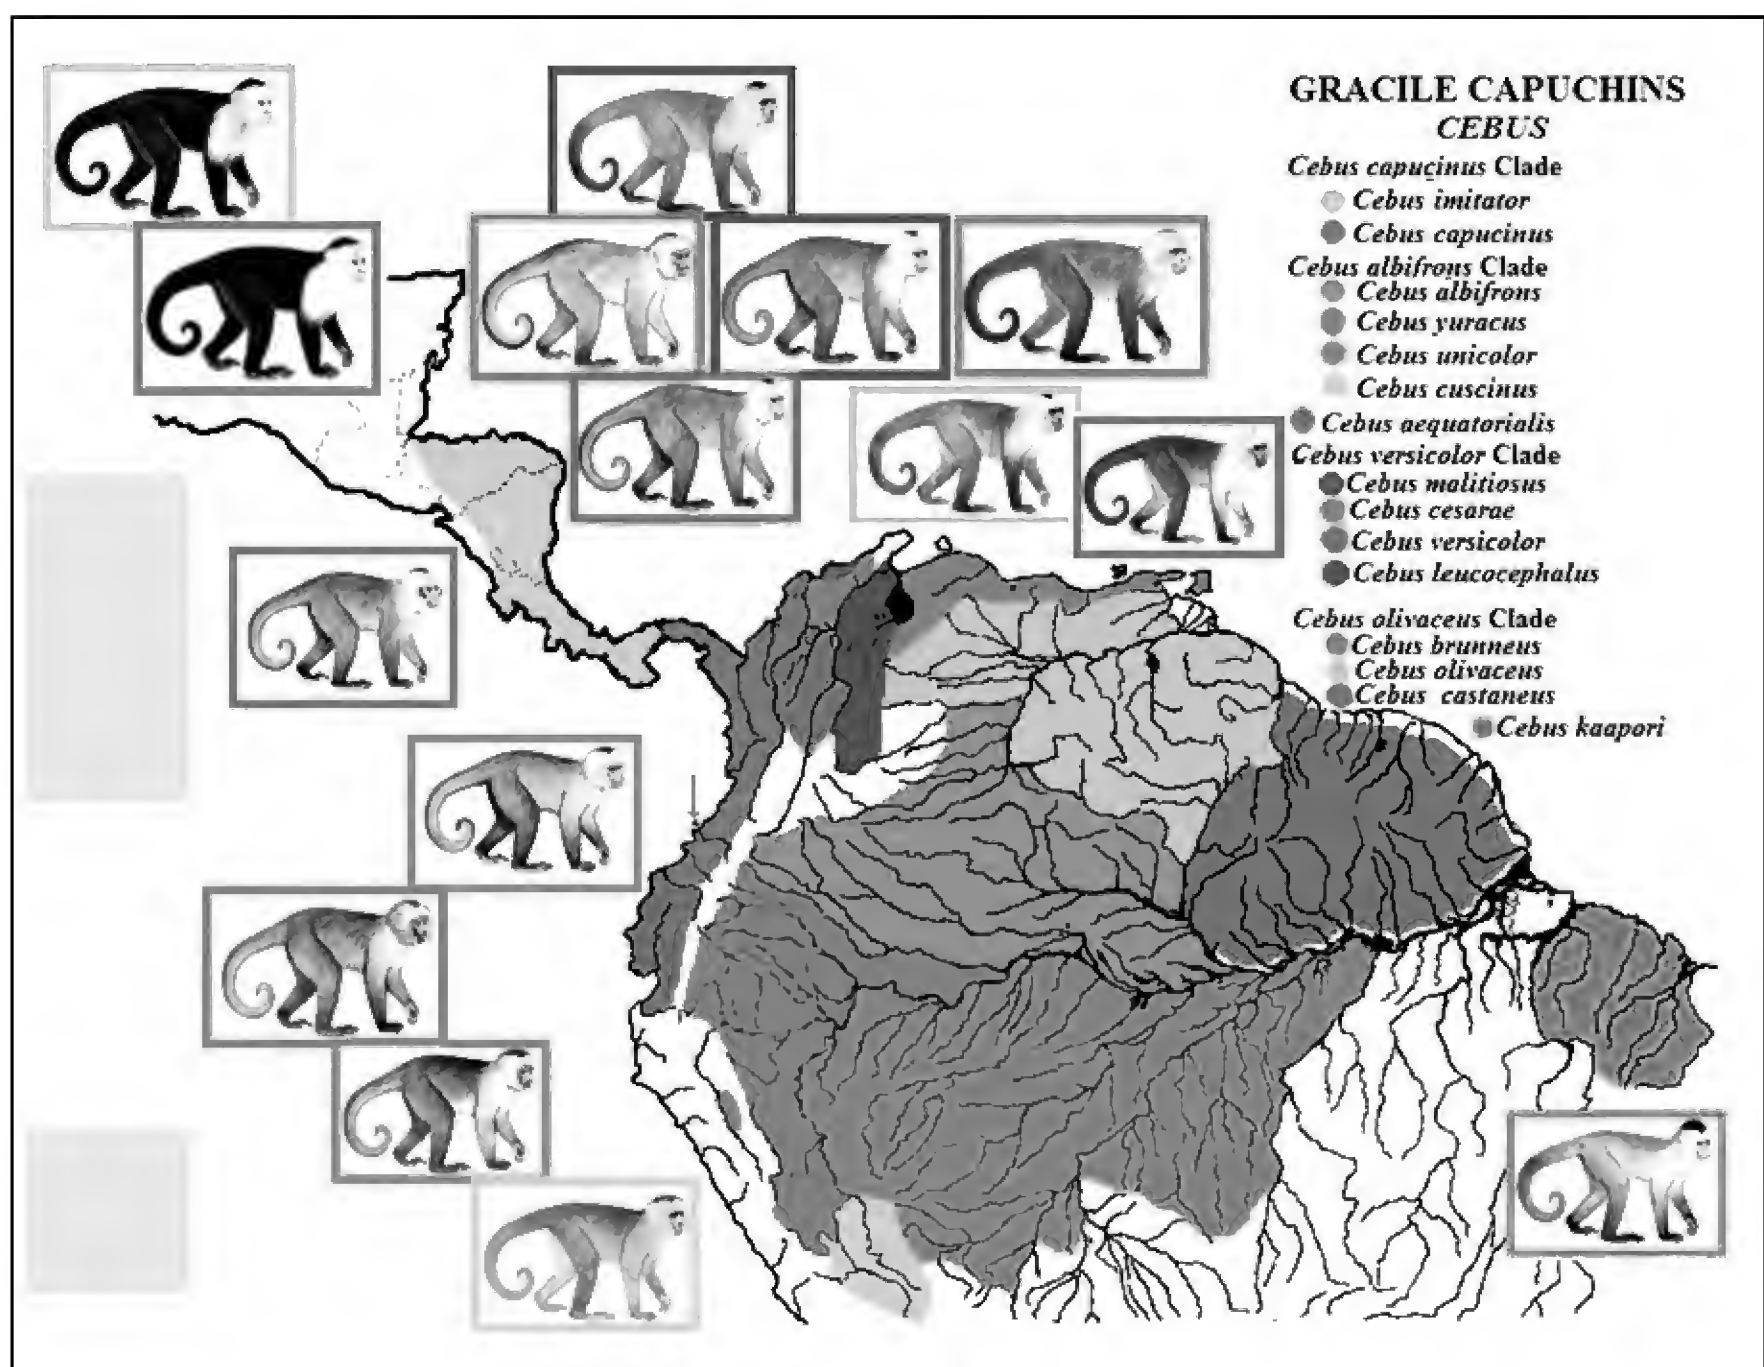 GRACILE CAPUCHINS
CEBUS
Cebus capucinus Clade
Cebus imitator
Cebus capucinus
Cebus albifrons Clade
Cebus albifrons
Cebus yuracus
Cebus unicolor
Cebus cuscinus
Cebus aequatorialis
Cebus versicolor Clade
Cebus malitiosus
Cebus cesarae
Cebus versicolor
Cebus leucocephalus
Cebus olivaceus Clade
Cebus brunneus
Cebus olivaceus
Cebus castaneus
Cebus kaapori